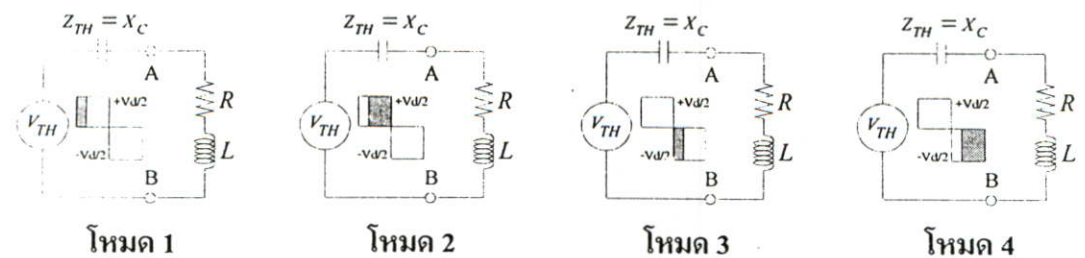 Z_TH = X_C
A
+Vd/2
R
V_TH
-Vd/2
L
B
โหมด 1
Z_TH = X_C
A
+Vd/2
R
V_TH
-Vd/2
L
B
โหมด 2
Z_TH = X_C
A
+Vd/2
R
V_TH
-Vd/2
L
B
โหมด 3
Z_TH = X_C
A
+Vd/2
R
V_TH
-Vd/2
L
B
โหมด 4